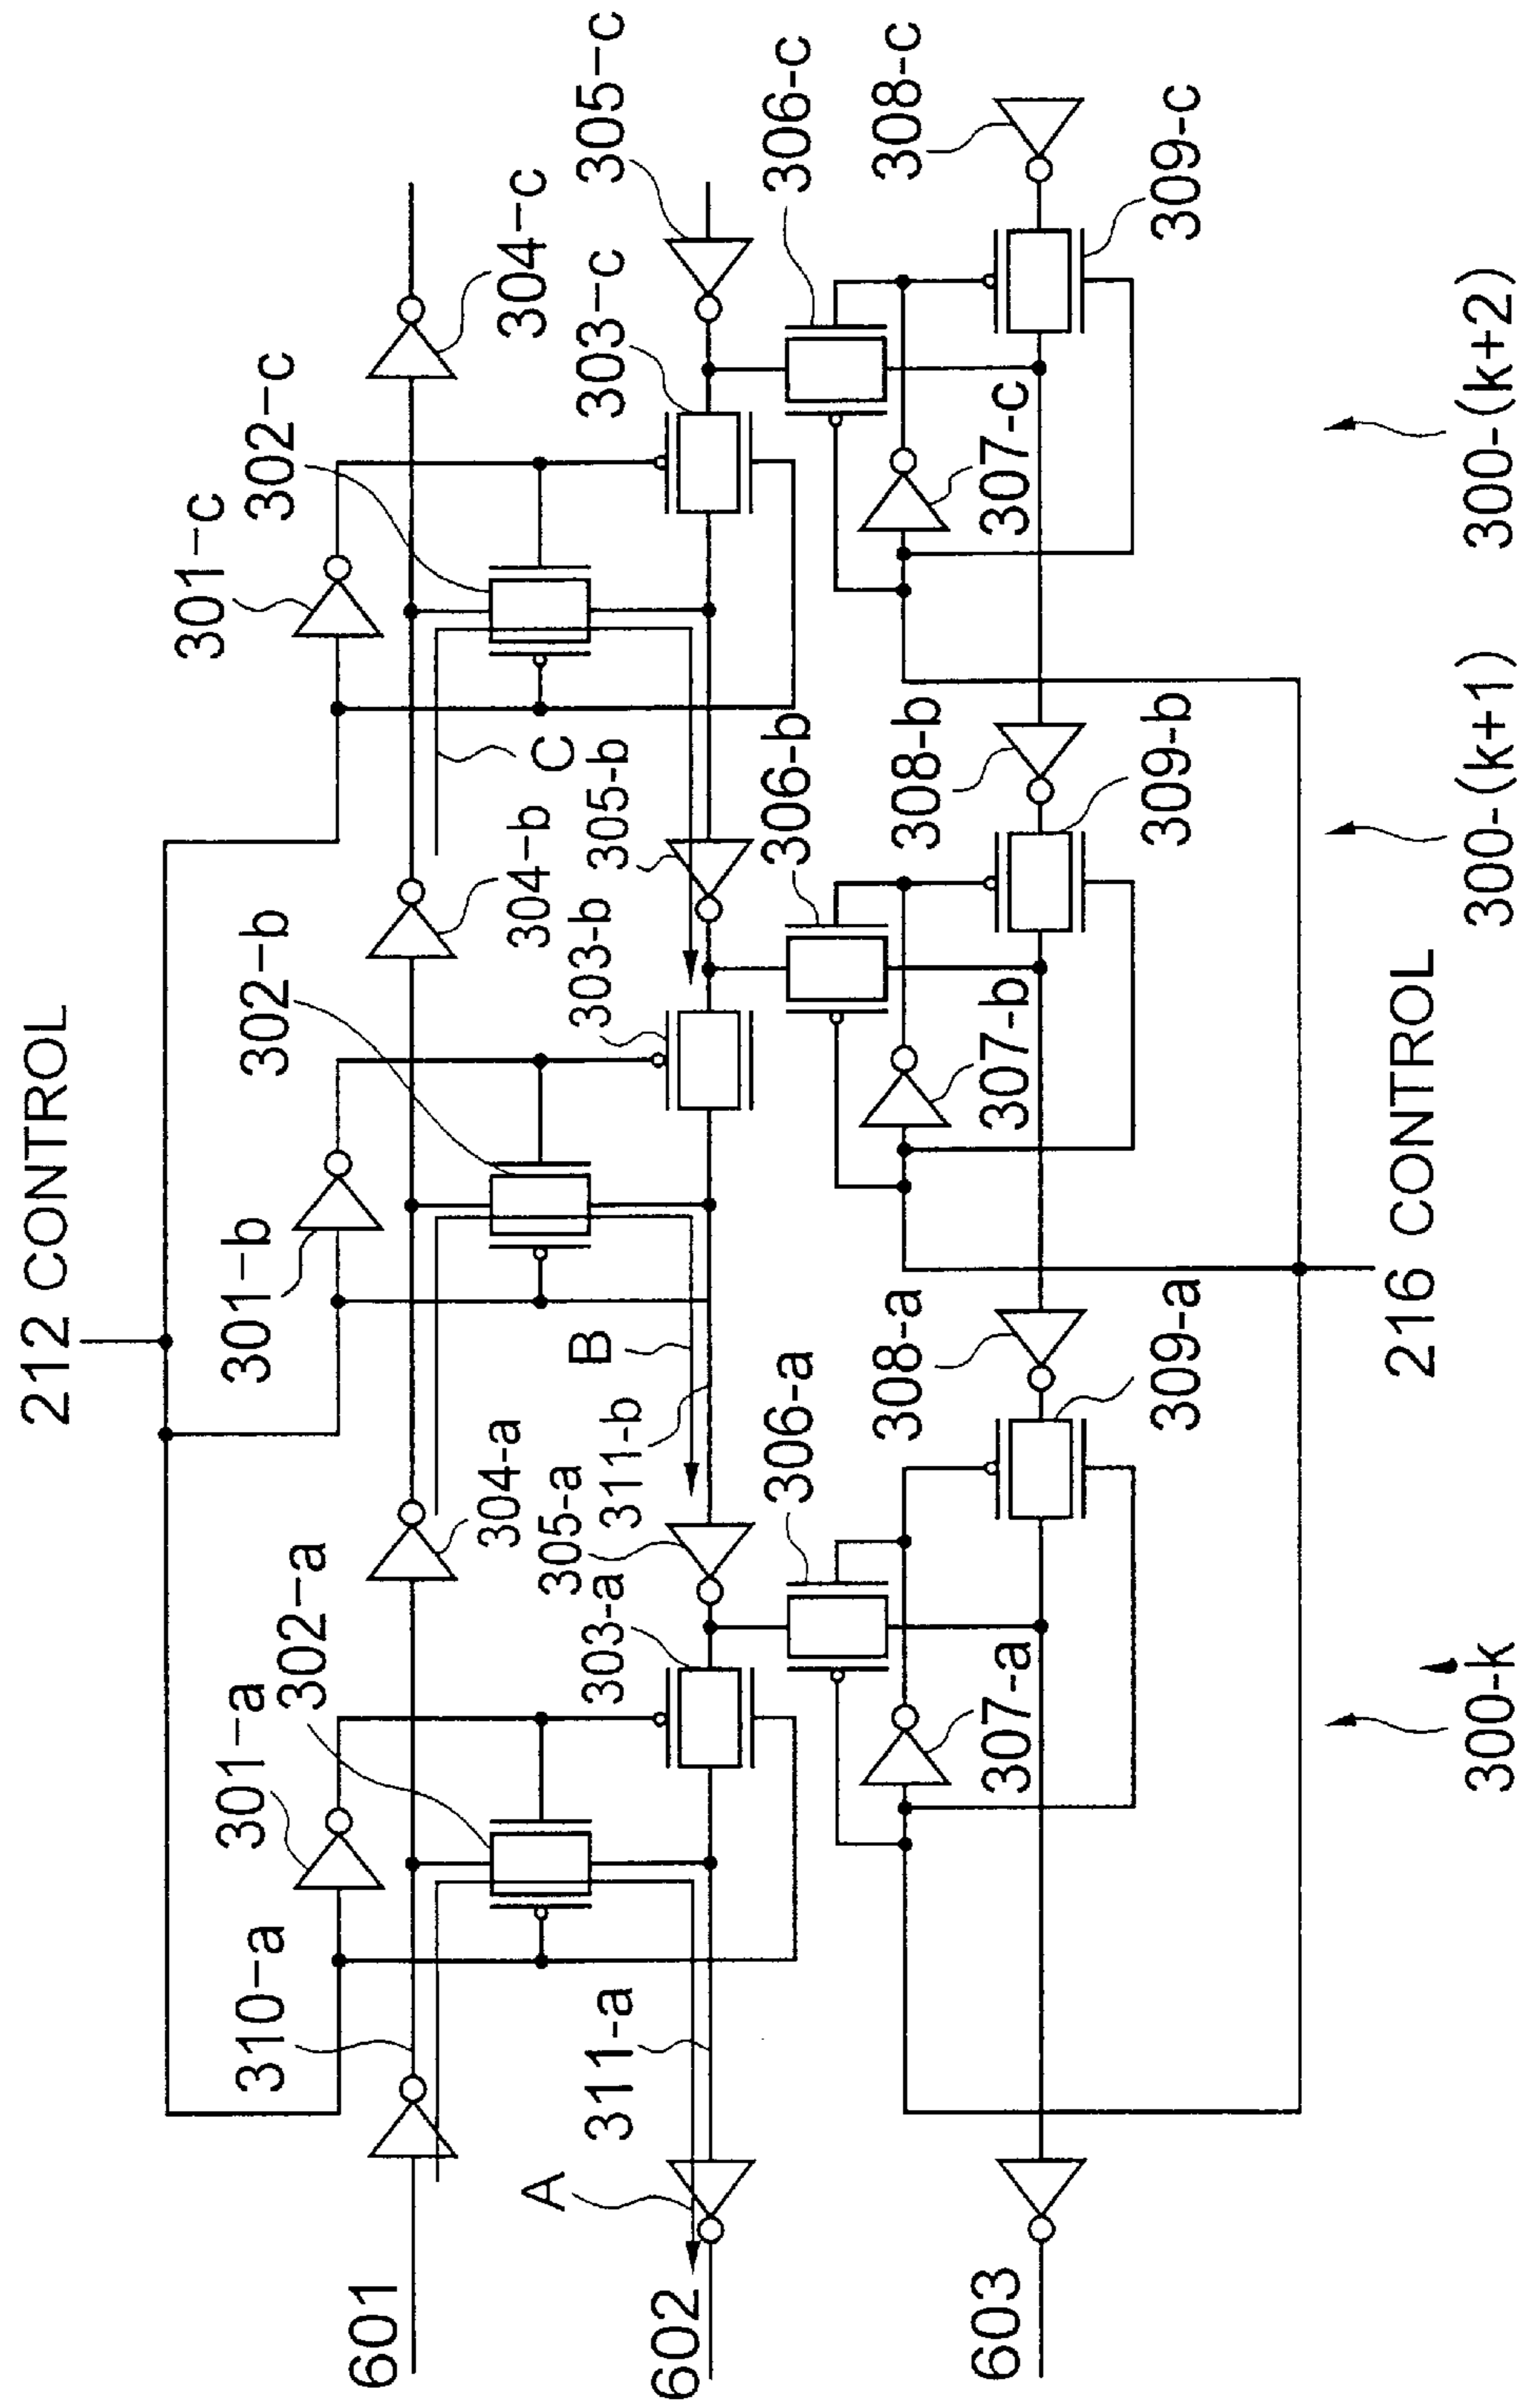 212 CONTROL
301-a
301-b
301-c
302-a
302-b
302-c
310-a
304-a
304-b
304-c
601
A
B
C
311-a
303-a
305-a
311-b
303-b
305-b
303-c
305-c
602
306-a
306-b
306-c
307-a
308-a
307-b
308-b
307-c
308-c
603
309-a
309-b
309-c
216 CONTROL
300-k
300-(k+1)
300-(k+2)